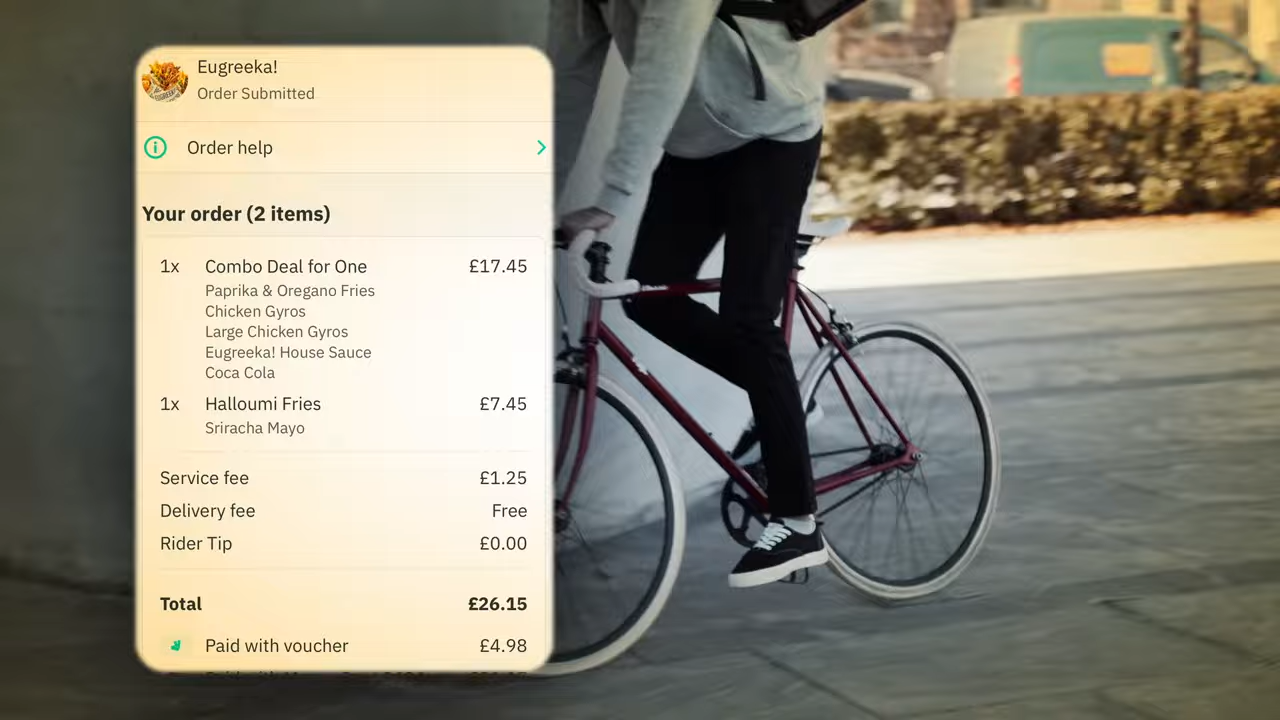 Eugreeka!
Order Submitted
Order help
Your order (2 items)
1x Combo Deal for One £17.45
Paprika & Oregano Fries
Chicken Gyros
Large Chicken Gyros
Eugreeka! House Sauce
Coca Cola
1x Halloumi Fries £7.45
Sriracha Mayo
Service fee £1.25
Delivery fee Free
Rider Tip £0.00
Total £26.15
Paid with voucher £4.98